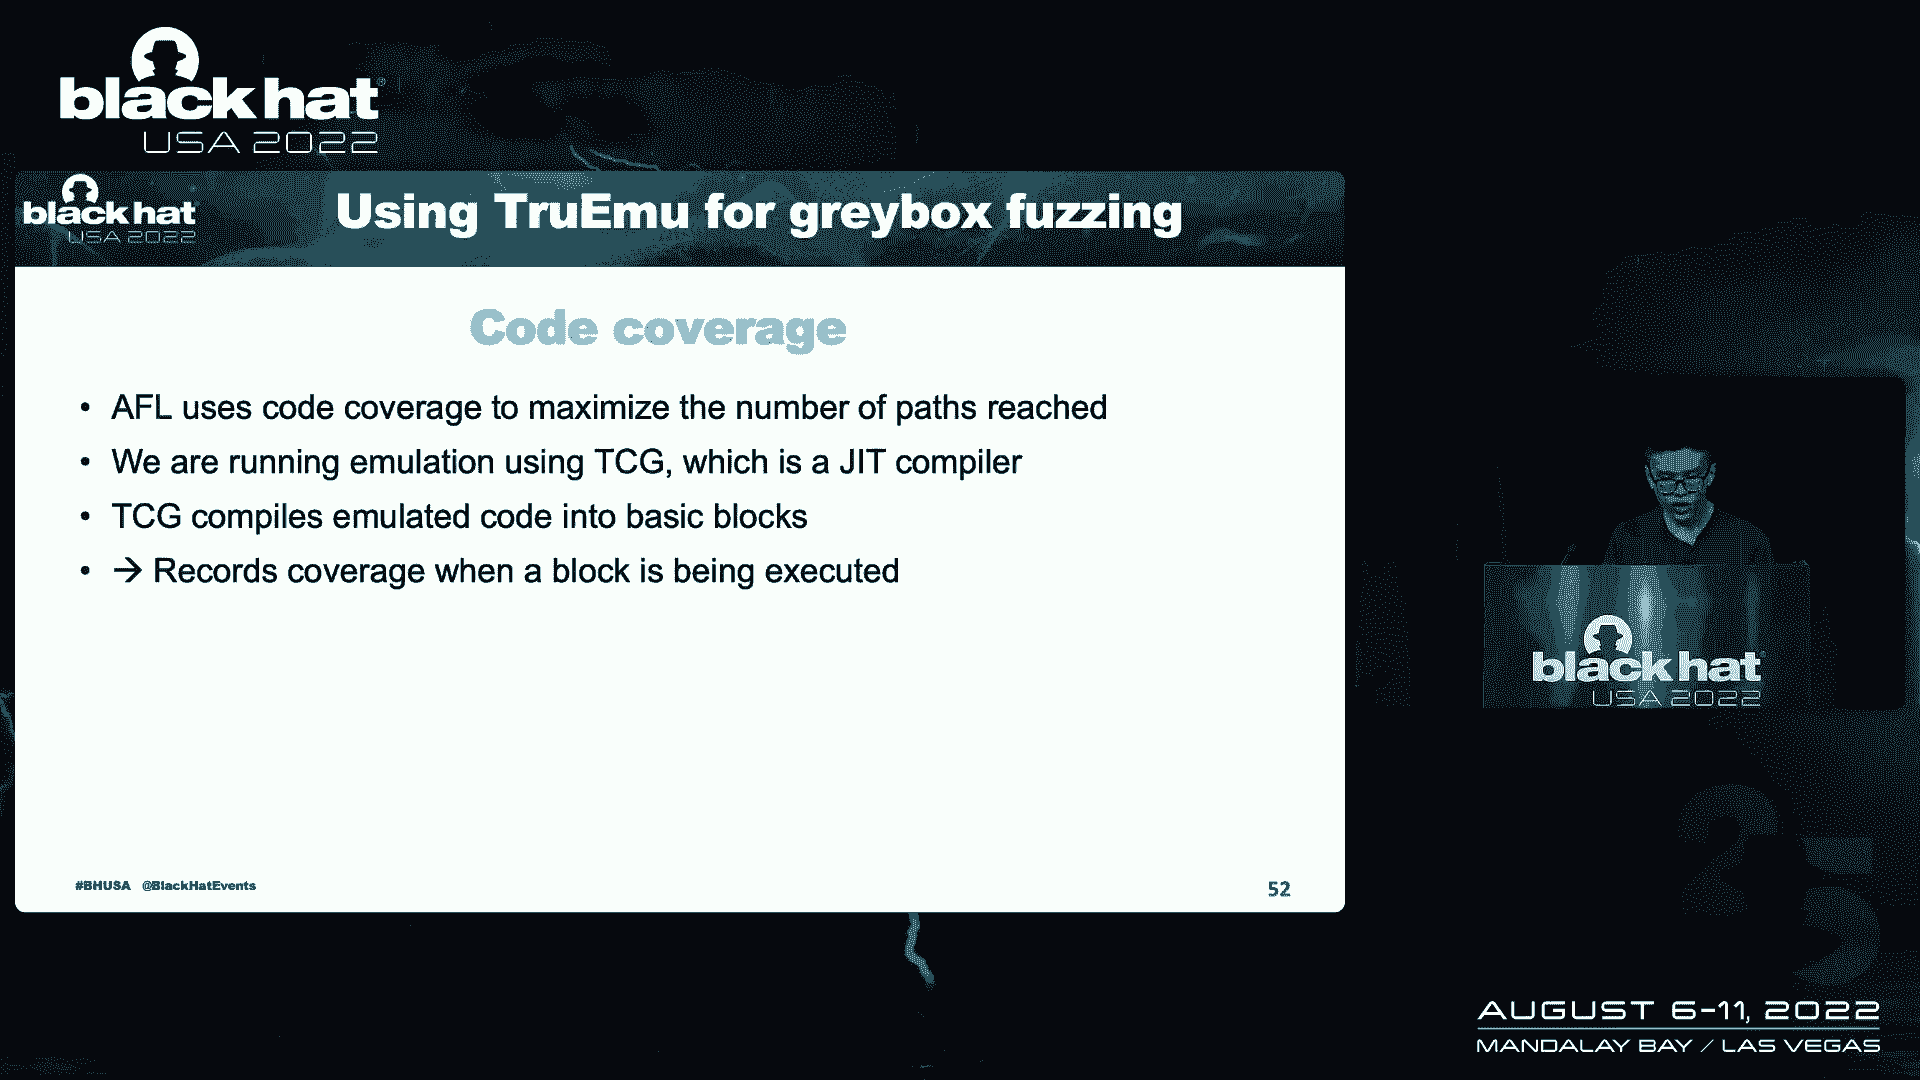 black hat
USA 2022
black hat
USA 2022
Using TruEmu for greybox fuzzing
Code coverage
• AFL uses code coverage to maximize the number of paths reached
• We are running emulation using TCG, which is a JIT compiler
• TCG compiles emulated code into basic blocks
• → Records coverage when a block is being executed
#BHUSA @BlackHatEvents
52
black hat
USA 2022
25
AUGUST 6-11, 2022
MANDALAY BAY / LAS VEGAS